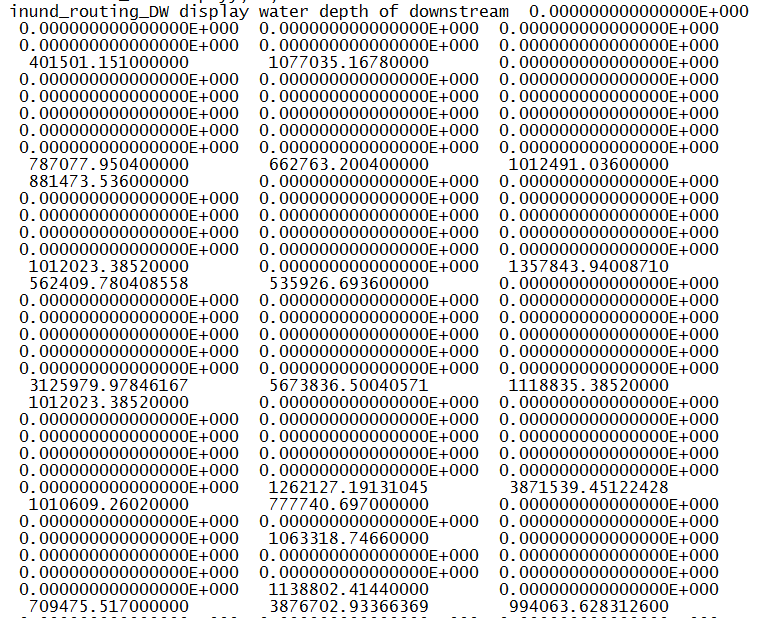 inund_routing_DW display water depth of downstream 0.000000000000000E+000
0.000000000000000E+000 0.000000000000000E+000 0.000000000000000E+000
0.000000000000000E+000 0.000000000000000E+000 0.000000000000000E+000
401501.151000000 1077035.16780000 0.000000000000000E+000
0.000000000000000E+000 0.000000000000000E+000 0.000000000000000E+000
0.000000000000000E+000 0.000000000000000E+000 0.000000000000000E+000
0.000000000000000E+000 0.000000000000000E+000 0.000000000000000E+000
0.000000000000000E+000 0.000000000000000E+000 0.000000000000000E+000
0.000000000000000E+000 0.000000000000000E+000 0.000000000000000E+000
787077.950400000 662763.200400000 1012491.03600000
881473.536000000 0.000000000000000E+000 0.000000000000000E+000
0.000000000000000E+000 0.000000000000000E+000 0.000000000000000E+000
0.000000000000000E+000 0.000000000000000E+000 0.000000000000000E+000
0.000000000000000E+000 0.000000000000000E+000 0.000000000000000E+000
0.000000000000000E+000 0.000000000000000E+000 0.000000000000000E+000
1012023.38520000 0.000000000000000E+000 1357843.94008710
562409.780408558 535926.693600000 0.000000000000000E+000
0.000000000000000E+000 0.000000000000000E+000 0.000000000000000E+000
0.000000000000000E+000 0.000000000000000E+000 0.000000000000000E+000
0.000000000000000E+000 0.000000000000000E+000 0.000000000000000E+000
0.000000000000000E+000 0.000000000000000E+000 0.000000000000000E+000
0.000000000000000E+000 0.000000000000000E+000 0.000000000000000E+000
3125979.97846167 5673836.50040571 1118835.38520000
1012023.38520000 0.000000000000000E+000 0.000000000000000E+000
0.000000000000000E+000 0.000000000000000E+000 0.000000000000000E+000
0.000000000000000E+000 0.000000000000000E+000 0.000000000000000E+000
0.000000000000000E+000 0.000000000000000E+000 0.000000000000000E+000
0.000000000000000E+000 0.000000000000000E+000 0.000000000000000E+000
0.000000000000000E+000 1262127.19131045 3871539.45122428
1010609.26020000 777740.697000000 0.000000000000000E+000
0.000000000000000E+000 0.000000000000000E+000 0.000000000000000E+000
0.000000000000000E+000 1063318.74660000 0.000000000000000E+000
0.000000000000000E+000 0.000000000000000E+000 0.000000000000000E+000
0.000000000000000E+000 0.000000000000000E+000 0.000000000000000E+000
0.000000000000000E+000 1138802.41440000 0.000000000000000E+000
709475.517000000 3876702.93366369 994063.628312600